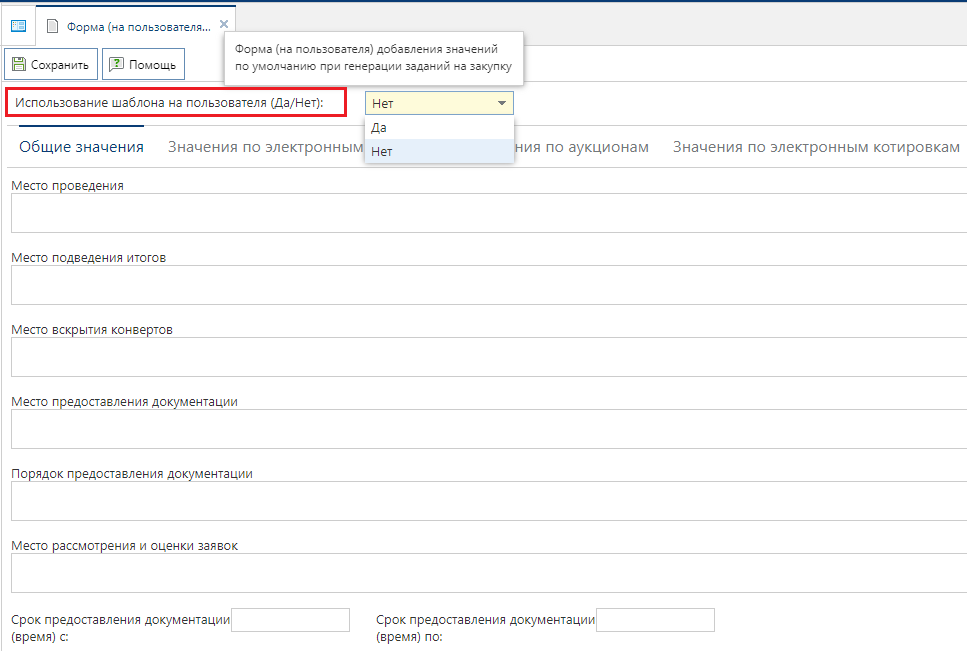 Форма (на пользователя...
Форма (на пользователя) добавления значений
по умолчанию при генерации заданий на закупку
Сохранить
Помощь
Использование шаблона на пользователя (Да/Нет):
Нет
Да
Нет
Общие значения
Значения по электронным
ния по аукционам
Значения по электронным котировкам
Место проведения
Место подведения итогов
Место вскрытия конвертов
Место предоставления документации
Порядок предоставления документации
Место рассмотрения и оценки заявок
Срок предоставления документации
(время) с:
Срок предоставления документации
(время) по: